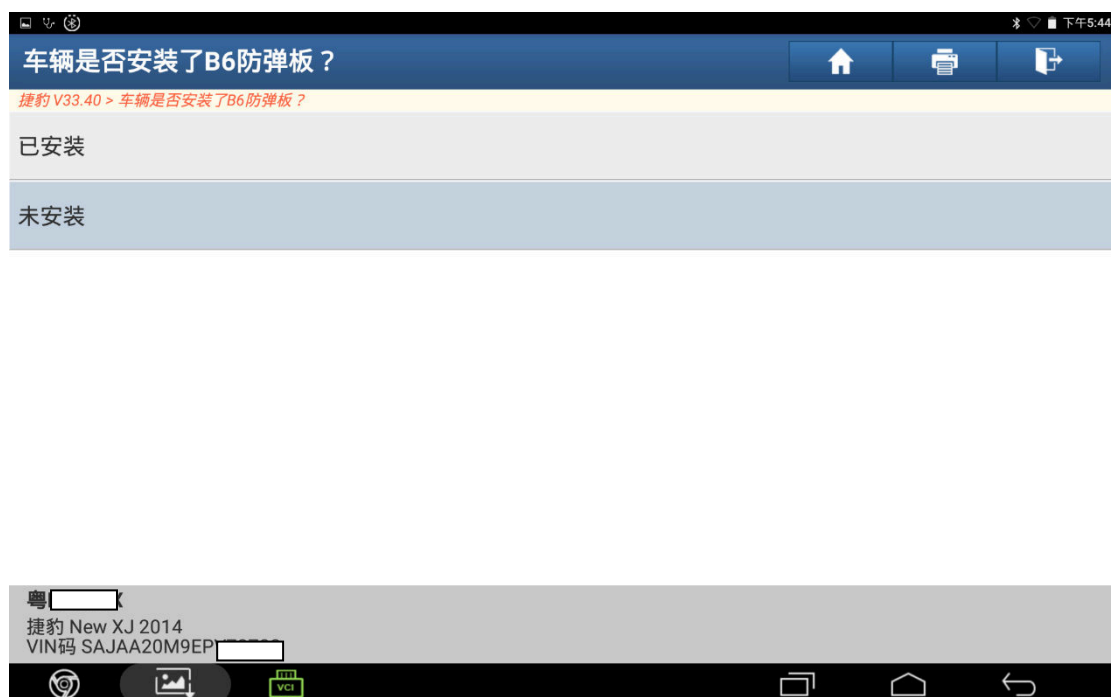 下午5:44
车辆是否安装了B6防弹板？
捷豹 V33.40 > 车辆是否安装了B6防弹板？
已安装
未安装
粤
捷豹 New XJ 2014
VIN码 SAJAA20M9EP
VCI